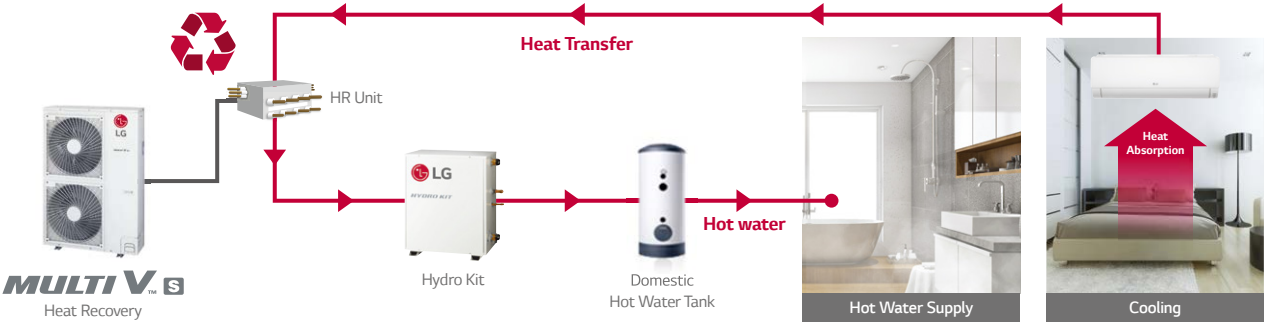 Heat Transfer
HR Unit
LG
Heat
Absorption
LG
HYDRO KIT
Hot water
MULTI V™ S
Heat Recovery
Hydro Kit
Domestic
Hot Water Tank
Hot Water Supply
Cooling